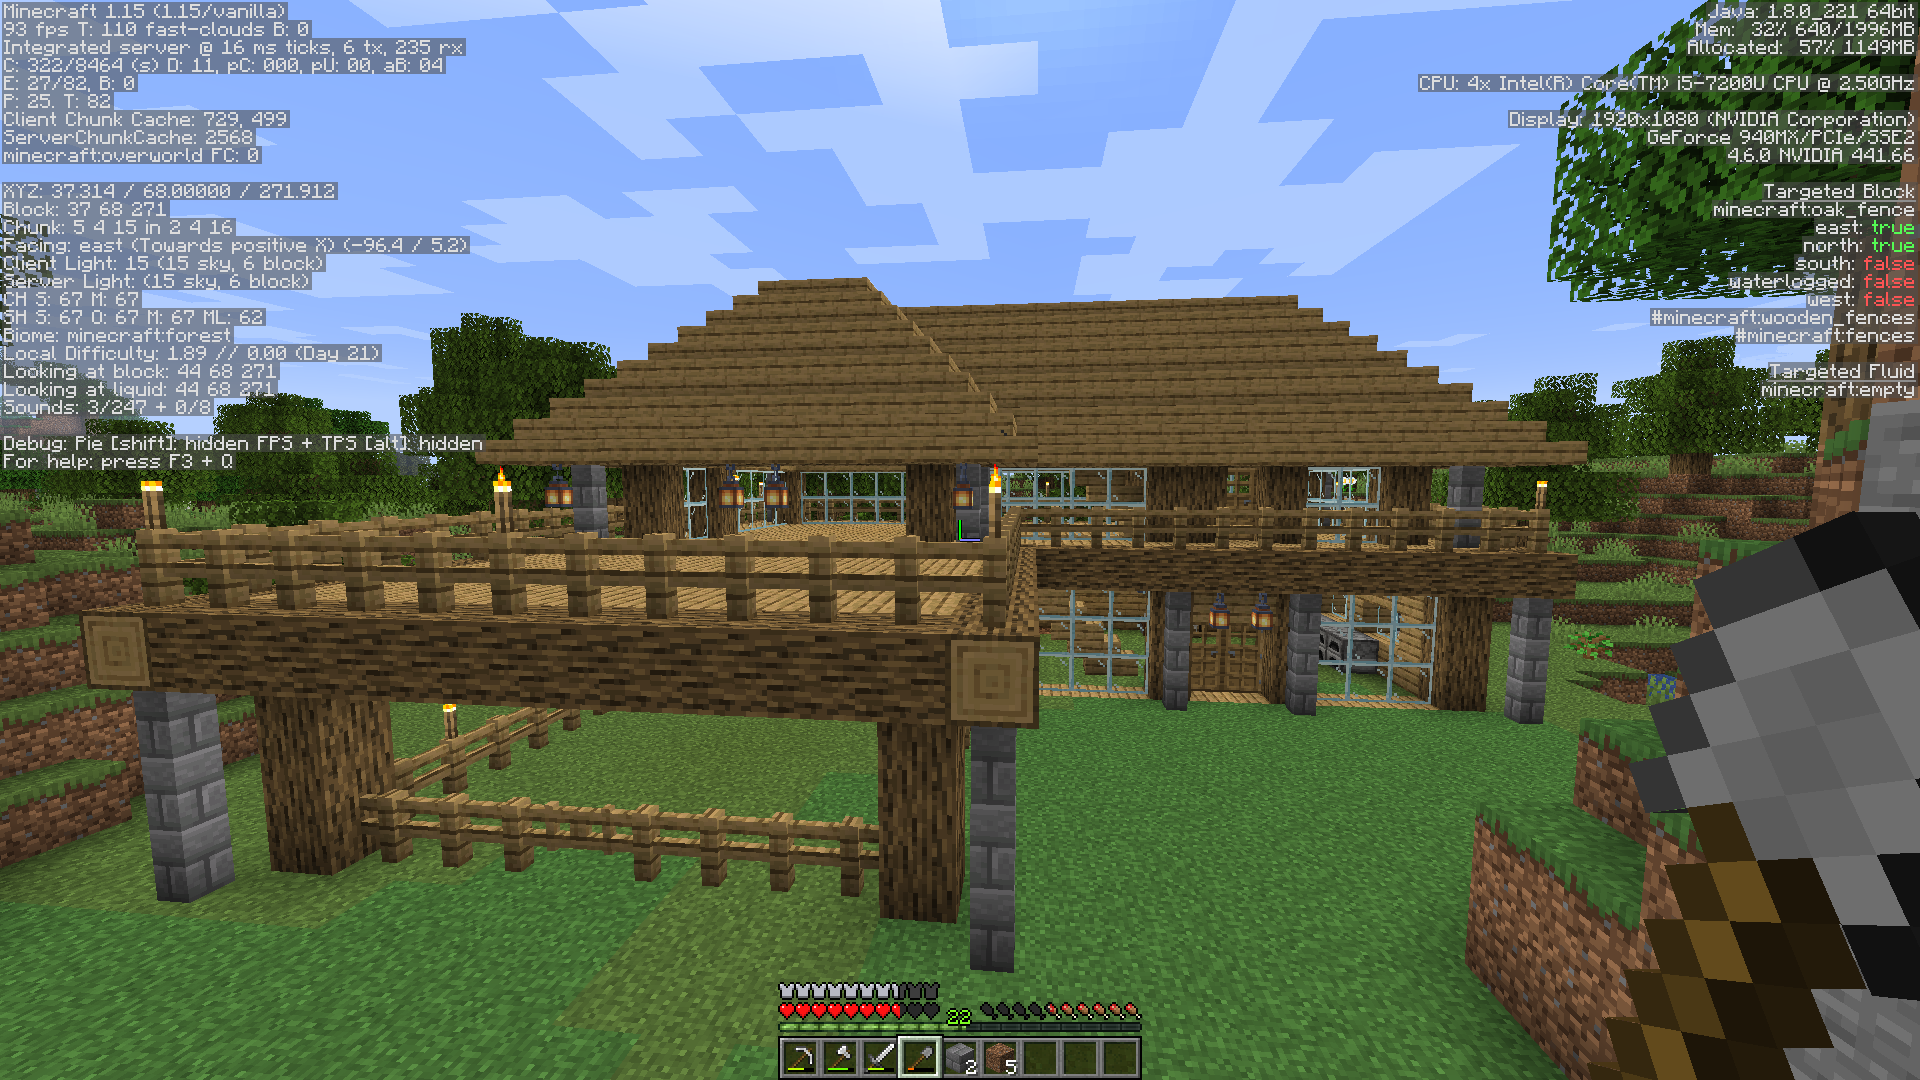 Minecraft 1.15 (1.15/vanilla)
93 fps T: 110 fast-clouds B: 0
Integrated server @ 16 ms ticks, 6 tx, 235 rx
C: 322/8464 (s) D: 11, pC: 000, pU: 00, aB: 04
E: 27/82, B: 0
P: 25. T: 82
Client Chunk Cache: 729, 499
ServerChunkCache: 2568
minecraft:overworld FC: 0
XYZ: 37.314 / 68.00000 / 271.912
Block: 37 68 271
Chunk: 5 4 15 in 2 4 16
Facing: east (Towards positive X) (-96.4 / 5.2)
Client Light: 15 (15 sky, 6 block)
Server Light: (15 sky, 6 block)
CH S: 67 M: 67
SH S: 67 O: 67 M: 67 ML: 62
Biome: minecraft:forest
Local Difficulty: 1.89 // 0.00 (Day 21)
Looking at block: 44 68 271
Looking at liquid: 44 68 271
Sounds: 3/247 + 0/8
Debug: Pie [shift]: hidden FPS + TPS [alt]: hidden
For help: press F3 + Q
Java: 1.8.0_221 64bit
Mem: 32% 640/1996MB
Allocated: 57% 1149MB
CPU: 4x Intel(R) Core(TM) i5-7200U CPU @ 2.50GHz
Display: 1920x1080 (NVIDIA Corporation)
GeForce 940MX/PCIe/SSE2
4.6.0 NVIDIA 441.66
Targeted Block
minecraft:oak_fence
east: true
north: true
south: false
waterlogged: false
west: false
#minecraft:wooden_fences
#minecraft:fences
Targeted Fluid
minecraft:empty
22
2
5